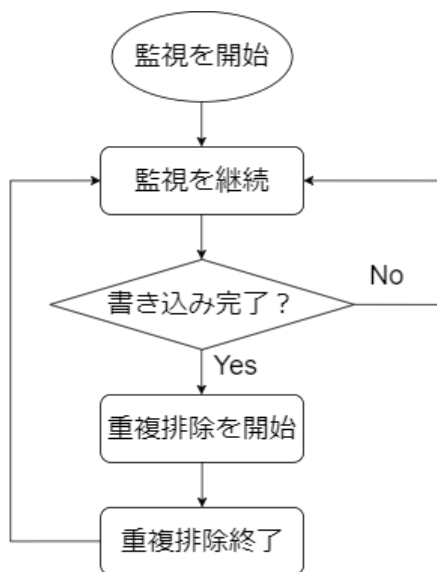 監視を開始
監視を継続
書き込み完了？
No
Yes
重複排除を開始
重複排除終了